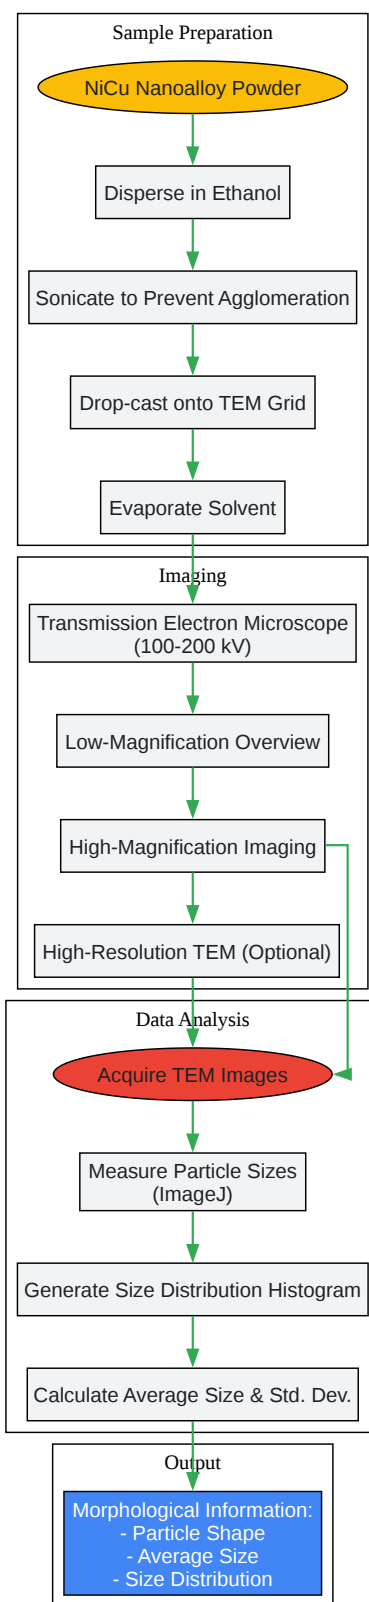 Sample Preparation
NiCu Nanoalloy Powder
Disperse in Ethanol
Sonicate to Prevent Agglomeration
Drop-cast onto TEM Grid
Evaporate Solvent
Imaging
Transmission Electron Microscope
(100-200 kV)
Low-Magnification Overview
High-Magnification Imaging
High-Resolution TEM (Optional)
Data Analysis
Acquire TEM Images
Measure Particle Sizes
(ImageJ)
Generate Size Distribution Histogram
Calculate Average Size & Std. Dev.
Output
Morphological Information:
- Particle Shape
- Average Size
- Size Distribution